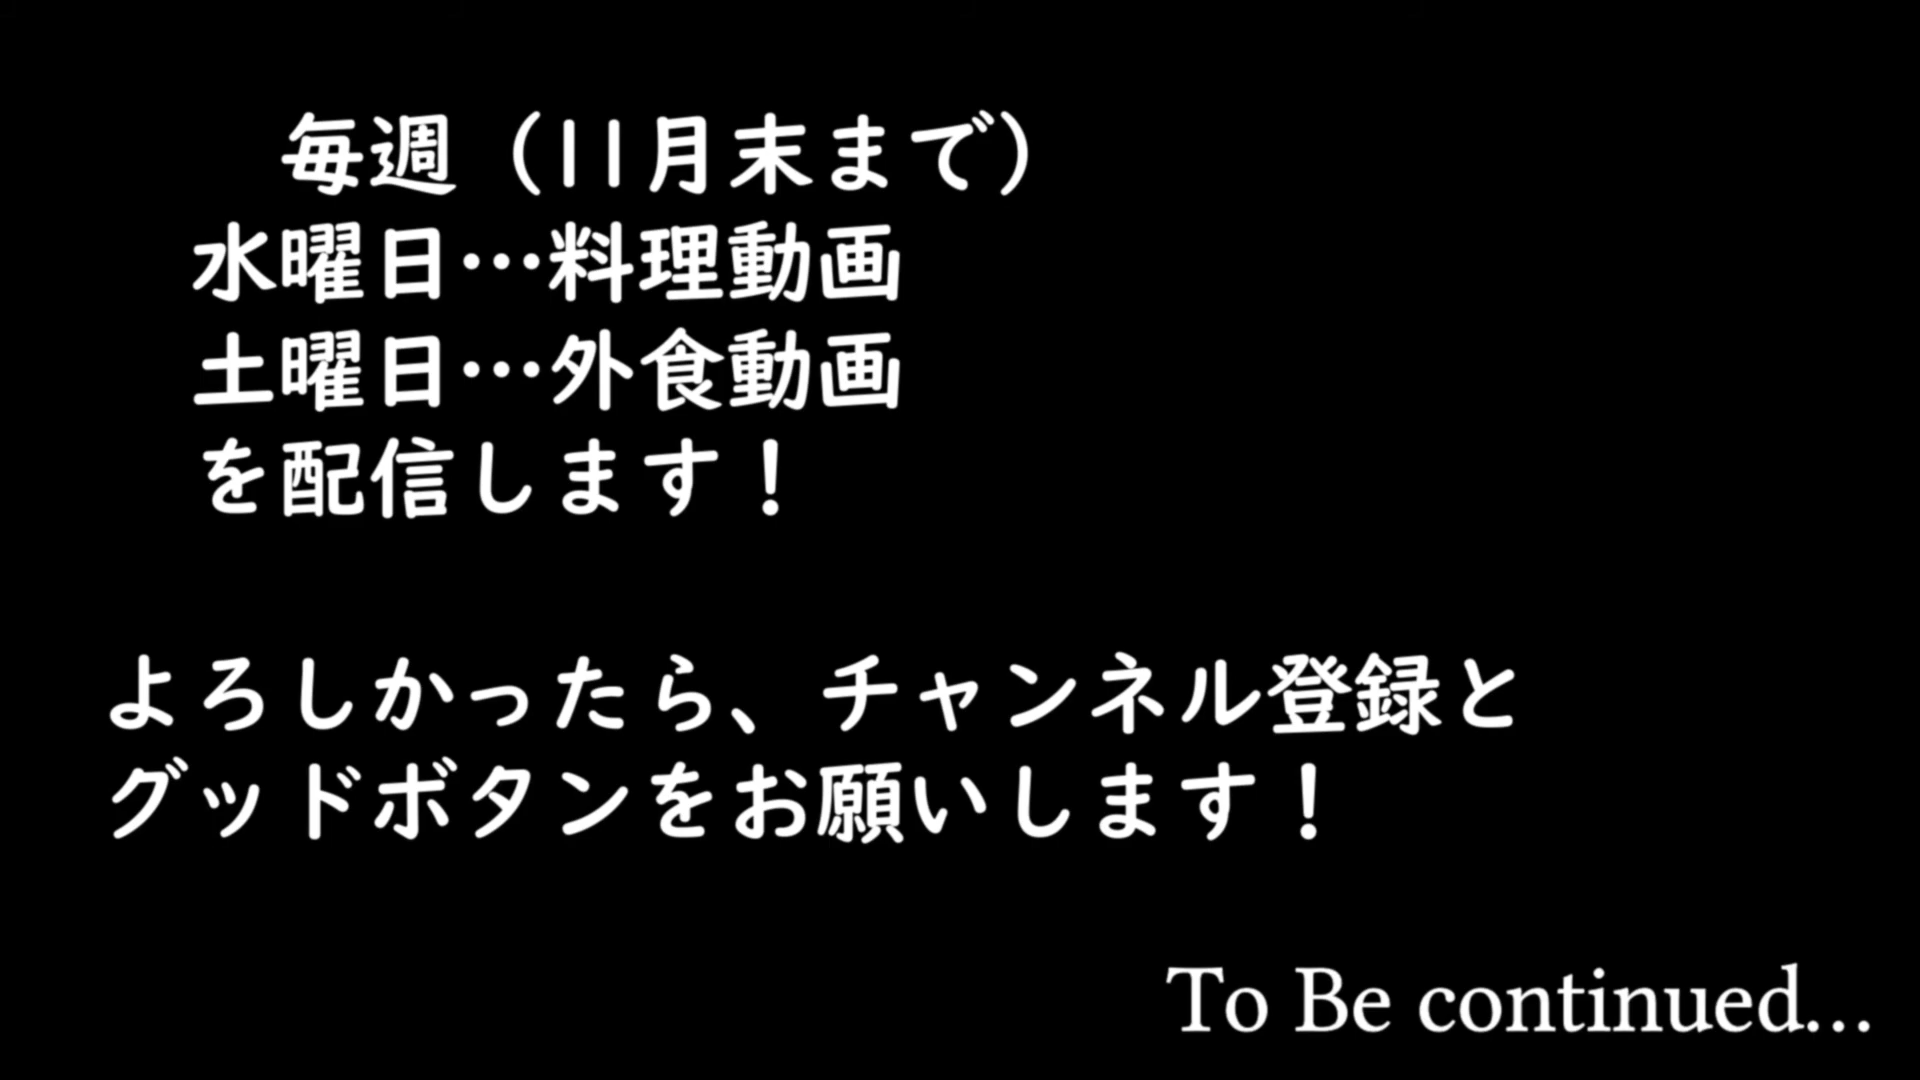 毎週（11月末まで）
水曜日…料理動画
土曜日…外食動画
を配信します！
よろしかったら、チャンネル登録と
グッドボタンをお願いします！
To Be continued...